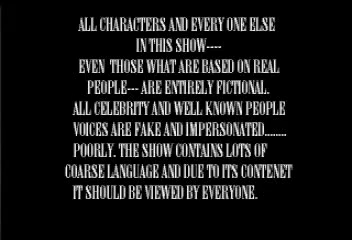 ALL CHARACTERS AND EVERY ONE ELSE
IN THIS SHOW----
EVEN THOSE WHAT ARE BASED ON REAL
PEOPLE--- ARE ENTIRELY FICTIONAL.
ALL CELEBRITY AND WELL KNOWN PEOPLE
VOICES ARE FAKE AND IMPERSONATED........
POORLY. THE SHOW CONTAINS LOTS OF
COARSE LANGUAGE AND DUE TO ITS CONTENET
IT SHOULD BE VIEWED BY EVERYONE.